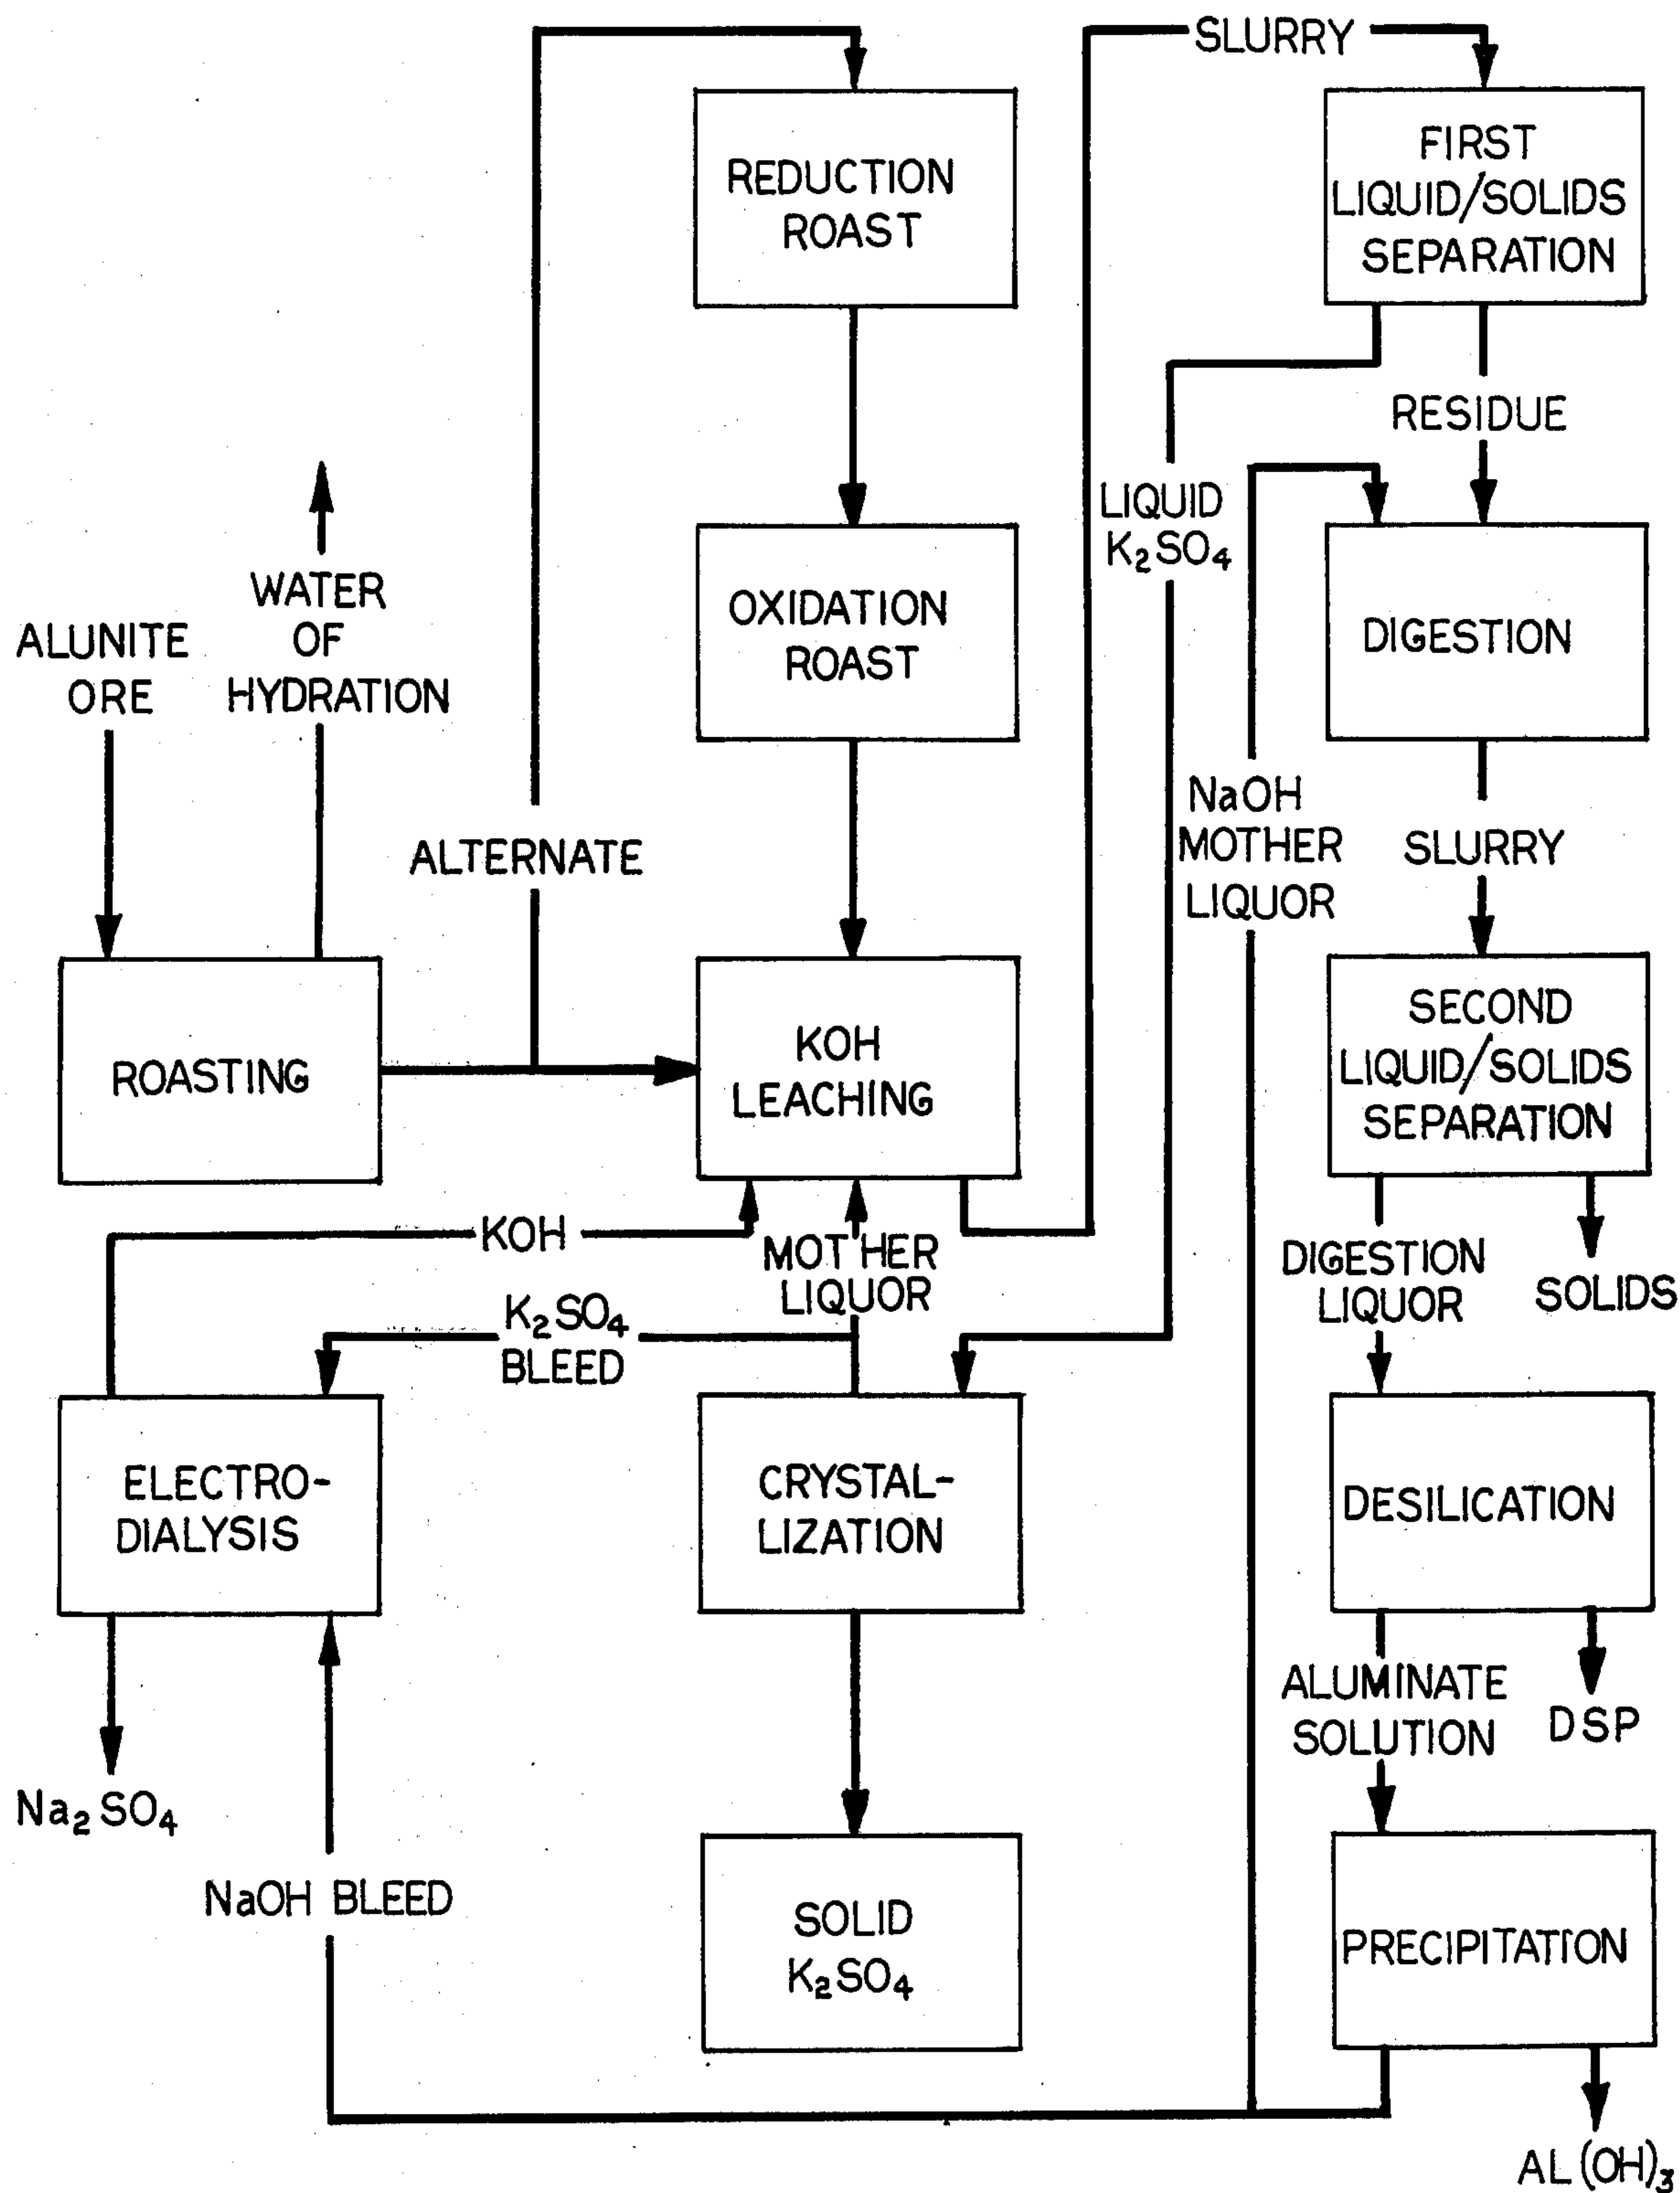 SLURRY
REDUCTION
ROAST
FIRST
LIQUID/SOLIDS
SEPARATION
RESIDUE
LIQUID
K₂SO₄
OXIDATION
ROAST
DIGESTION
ALUNITE
ORE
WATER
OF
HYDRATION
ALTERNATE
NaOH
MOTHER
LIQUOR
SLURRY
ROASTING
KOH
LEACHING
SECOND
LIQUID/SOLIDS
SEPARATION
KOH
MOTHER
LIQUOR
DIGESTION
LIQUOR
SOLIDS
K₂SO₄
BLEED
ELECTRO-
DIALYSIS
CRYSTAL-
LIZATION
DESILICATION
ALUMINATE
SOLUTION
DSP
Na₂SO₄
NaOH BLEED
SOLID
K₂SO₄
PRECIPITATION
AL(OH)₃